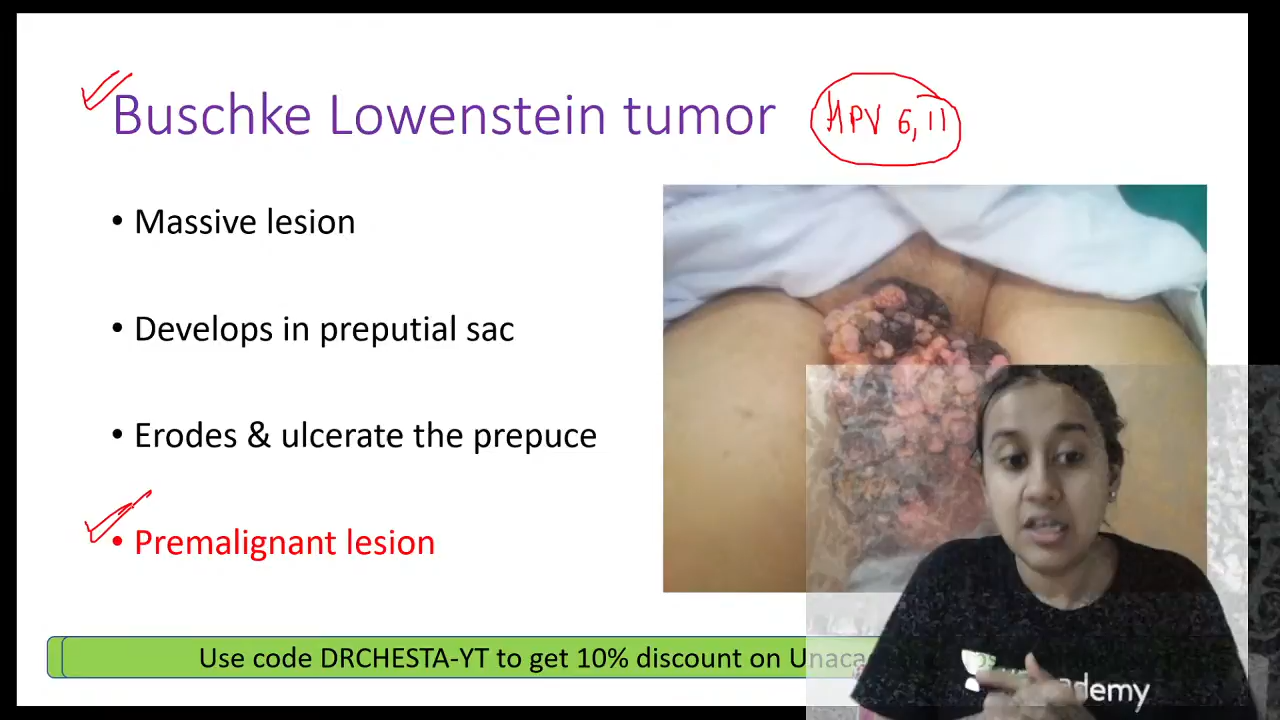 Buschke Lowenstein tumor
HPV 6, 11
• Massive lesion
• Develops in preputial sac
• Erodes & ulcerate the prepuce
• Premalignant lesion
Use code DRCHESTA-YT to get 10% discount on